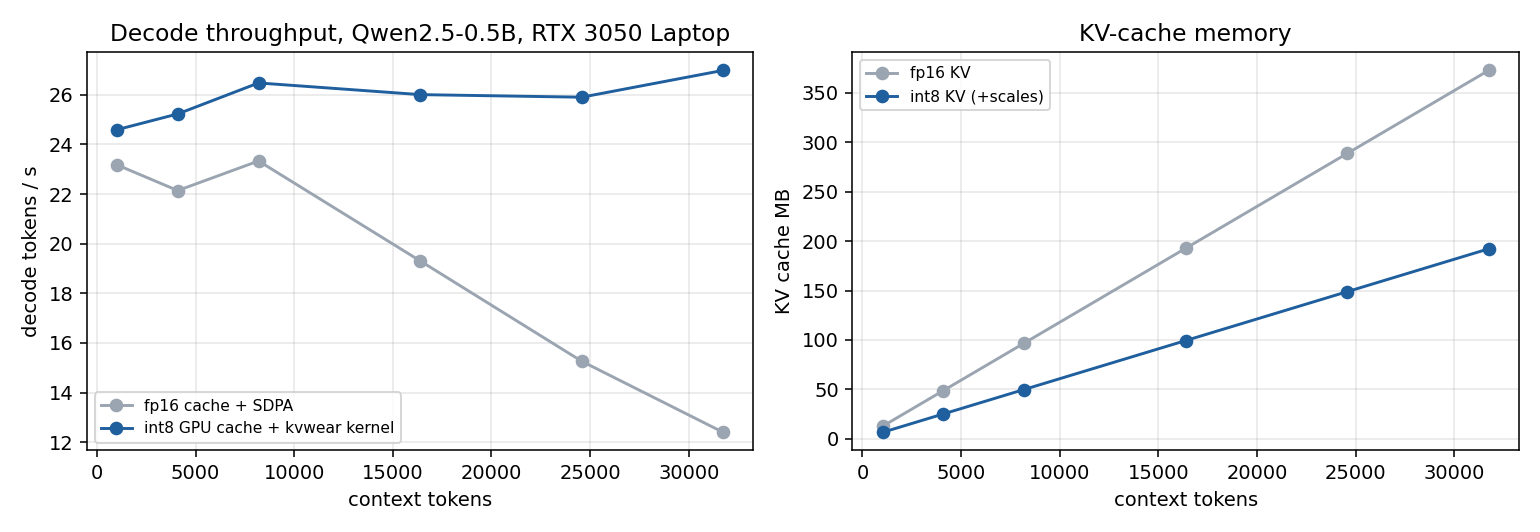 Decode throughput, Qwen2.5-0.5B, RTX 3050 Laptop
decode tokens / s
26
24
22
20
18
16
14
12
fp16 cache + SDPA
int8 GPU cache + kvwear kernel
0 5000 10000 15000 20000 25000 30000
context tokens
KV-cache memory
KV cache MB
fp16 KV
int8 KV (+scales)
350
300
250
200
150
100
50
0
0 5000 10000 15000 20000 25000 30000
context tokens